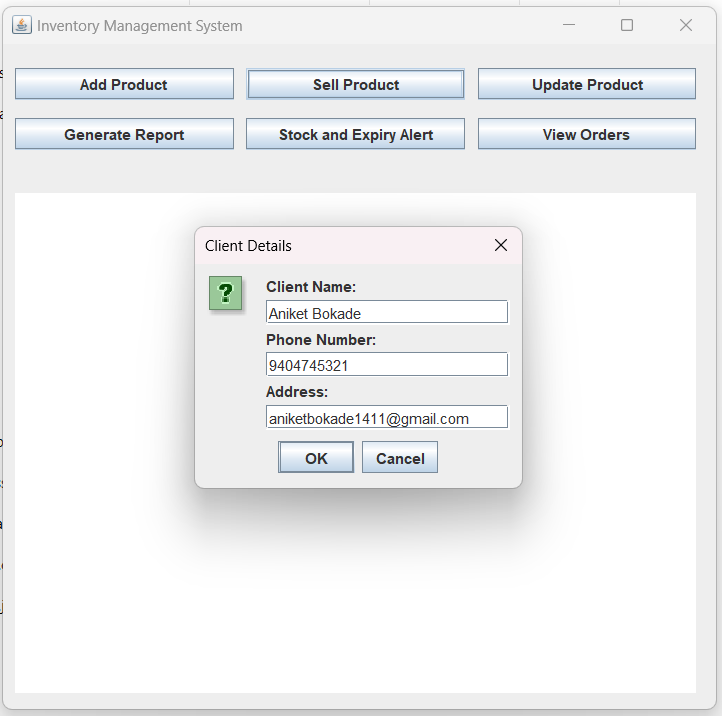 Inventory Management System
Add Product Sell Product Update Product
Generate Report Stock and Expiry Alert View Orders
Client Details
?
Client Name:
Aniket Bokade
Phone Number:
9404745321
Address:
aniketbokade1411@gmail.com
OK Cancel